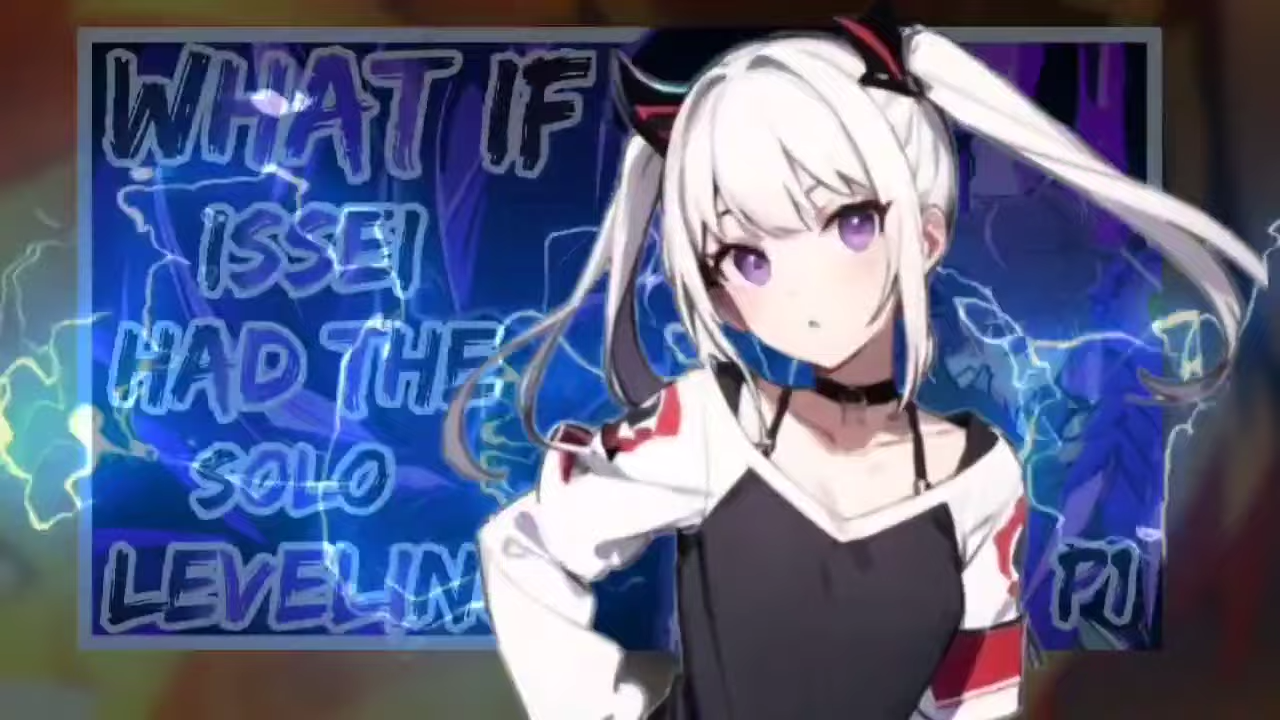 WHAT IF
ISSEI
HAD THE
SOLO
LEVELIN
P1